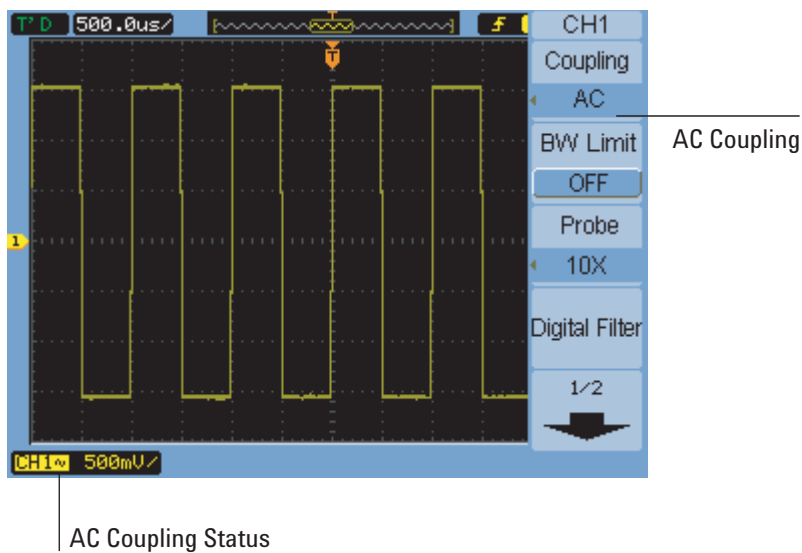 T'D 500.0us/ CH1
T
Coupling
AC
AC Coupling
BW Limit
OFF
Probe
1
10X
Digital Filter
1/2
CH1~ 500mV/
AC Coupling Status